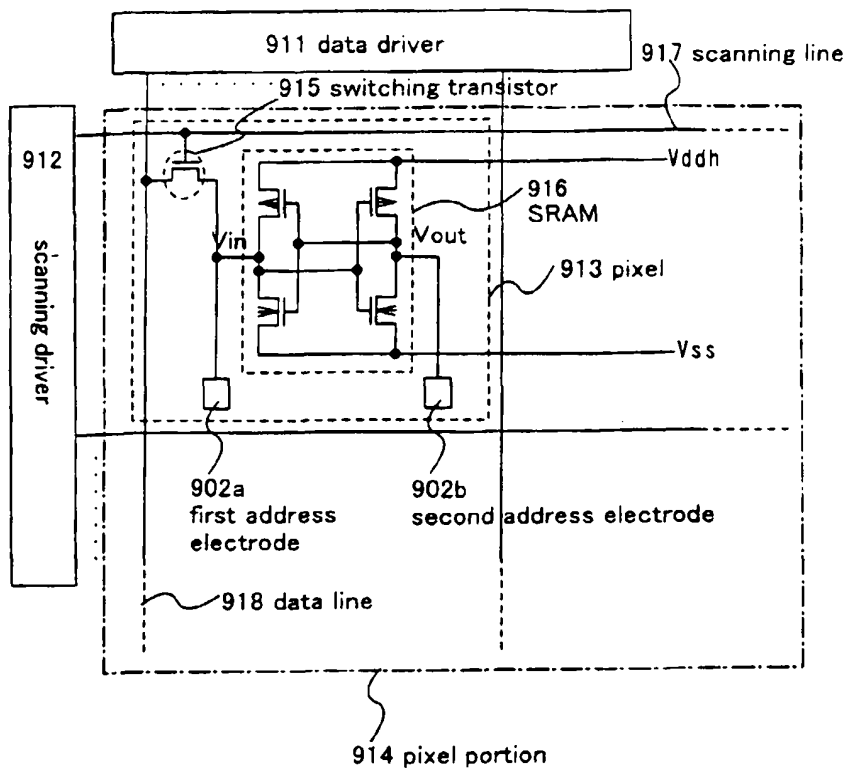 911 data driver
917 scanning line
915 switching transistor
912
scanning driver
Vddh
916
SRAM
Vin
Vout
913 pixel
Vss
902a
first address
electrode
902b
second address electrode
918 data line
914 pixel portion